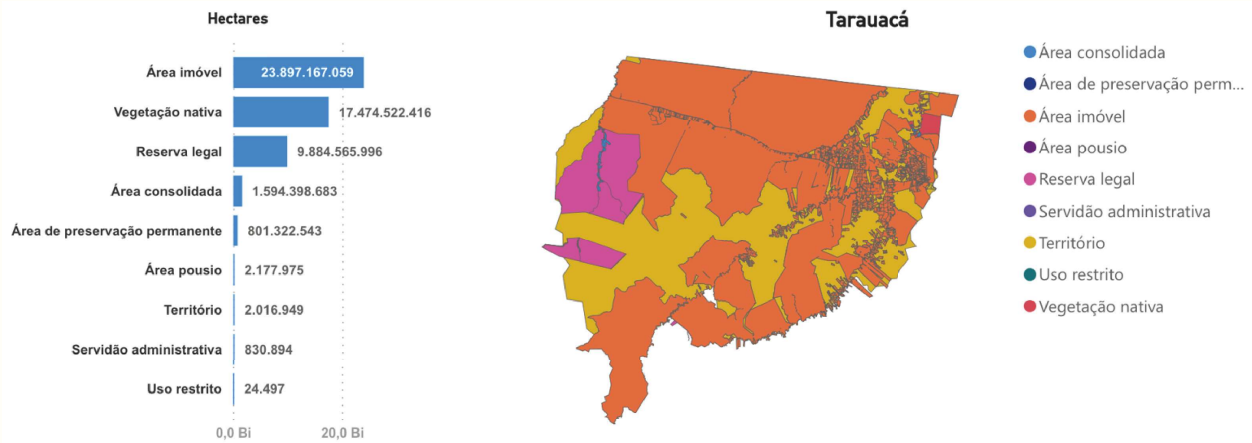 Hectares
Área imóvel 23.897.167.059
Vegetação nativa 17.474.522.416
Reserva legal 9.884.565.996
Área consolidada 1.594.398.683
Área de preservação permanente 801.322.543
Área pousio 2.177.975
Território 2.016.949
Servidão administrativa 830.894
Uso restrito 24.497
0,0 Bi 20,0 Bi
Tarauacá
Área consolidada
Área de preservação perm...
Área imóvel
Área pousio
Reserva legal
Servidão administrativa
Território
Uso restrito
Vegetação nativa